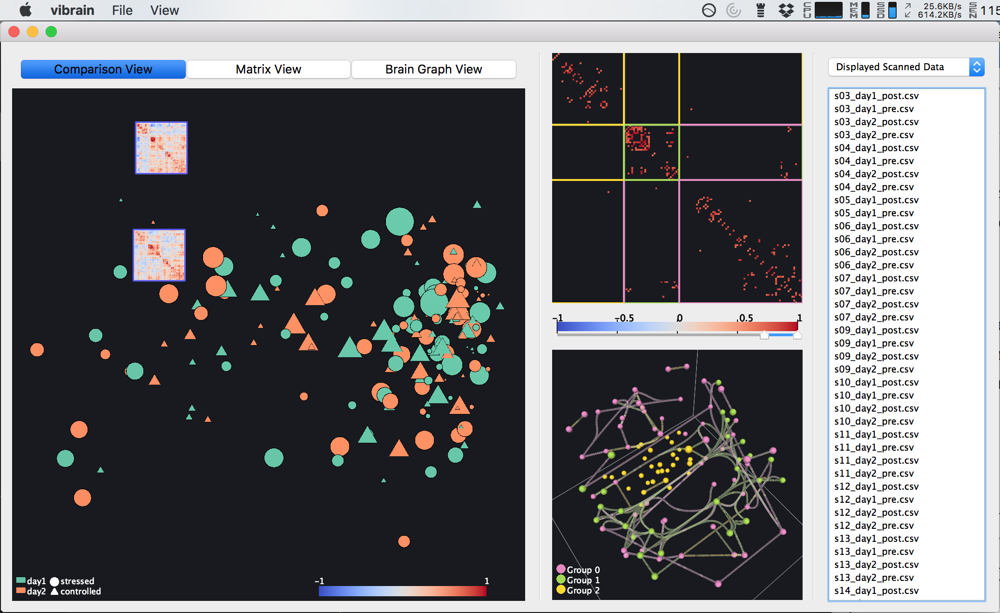 vibrain File View
CPU MEM SSD 25.6KB/s SEN 115
614.2KB/s
Comparison View Matrix View Brain Graph View
Displayed Scanned Data
s03_day1_post.csv
s03_day1_pre.csv
s03_day2_post.csv
s03_day2_pre.csv
s04_day1_post.csv
s04_day1_pre.csv
s04_day2_post.csv
s04_day2_pre.csv
s05_day1_post.csv
s05_day1_pre.csv
s06_day1_post.csv
s06_day1_pre.csv
s06_day2_post.csv
s06_day2_pre.csv
s07_day1_post.csv
s07_day1_pre.csv
s07_day2_post.csv
s07_day2_pre.csv
s09_day1_post.csv
s09_day1_pre.csv
s09_day2_post.csv
s09_day2_pre.csv
s10_day1_post.csv
s10_day1_pre.csv
s10_day2_post.csv
s10_day2_pre.csv
s11_day1_post.csv
s11_day1_pre.csv
s11_day2_post.csv
s11_day2_pre.csv
s12_day1_post.csv
s12_day1_pre.csv
s12_day2_post.csv
s12_day2_pre.csv
s13_day1_post.csv
s13_day1_pre.csv
s13_day2_post.csv
s13_day2_pre.csv
s14_day1_post.csv
-1 -0.5 0 0.5 1
Group 0
Group 1
Group 2
day1 stressed
day2 controlled
-1 1